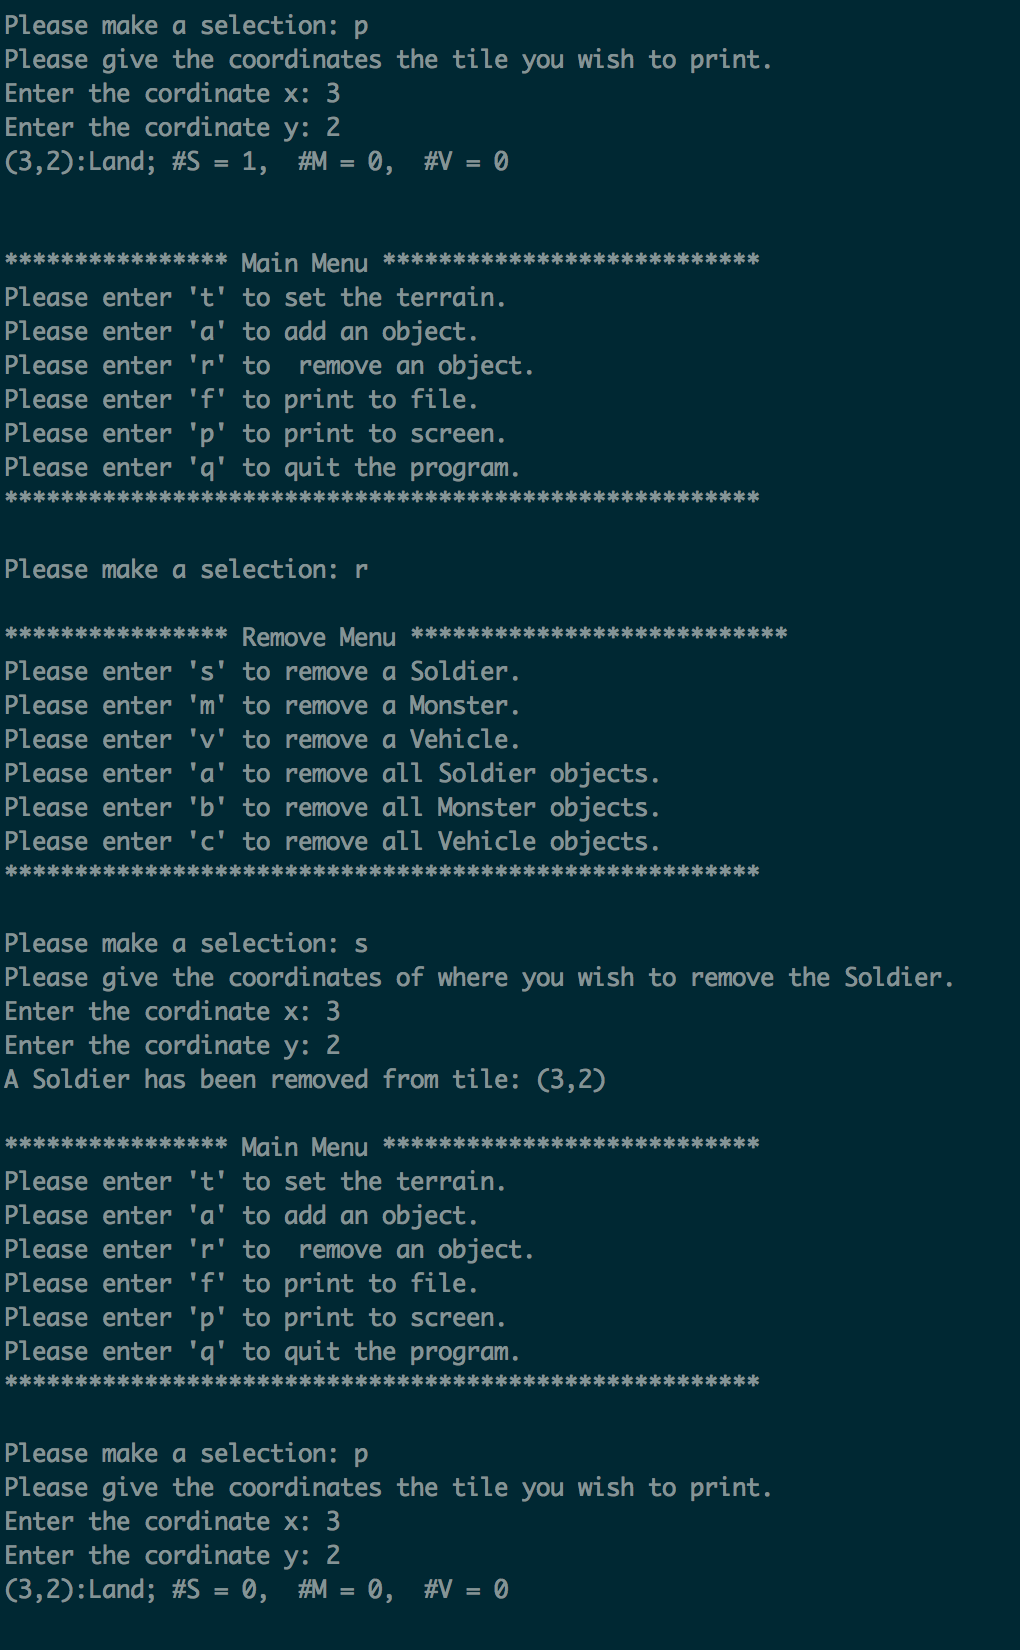 Please make a selection: p
Please give the coordinates the tile you wish to print.
Enter the cordinate x: 3
Enter the cordinate y: 2
(3,2):Land; #S = 1,  #M = 0,  #V = 0
**************** Main Menu ***************************
Please enter 't' to set the terrain.
Please enter 'a' to add an object.
Please enter 'r' to  remove an object.
Please enter 'f' to print to file.
Please enter 'p' to print to screen.
Please enter 'q' to quit the program.
******************************************************
Please make a selection: r
**************** Remove Menu ***************************
Please enter 's' to remove a Soldier.
Please enter 'm' to remove a Monster.
Please enter 'v' to remove a Vehicle.
Please enter 'a' to remove all Soldier objects.
Please enter 'b' to remove all Monster objects.
Please enter 'c' to remove all Vehicle objects.
******************************************************
Please make a selection: s
Please give the coordinates of where you wish to remove the Soldier.
Enter the cordinate x: 3
Enter the cordinate y: 2
A Soldier has been removed from tile: (3,2)
**************** Main Menu ***************************
Please enter 't' to set the terrain.
Please enter 'a' to add an object.
Please enter 'r' to  remove an object.
Please enter 'f' to print to file.
Please enter 'p' to print to screen.
Please enter 'q' to quit the program.
******************************************************
Please make a selection: p
Please give the coordinates the tile you wish to print.
Enter the cordinate x: 3
Enter the cordinate y: 2
(3,2):Land; #S = 0,  #M = 0,  #V = 0